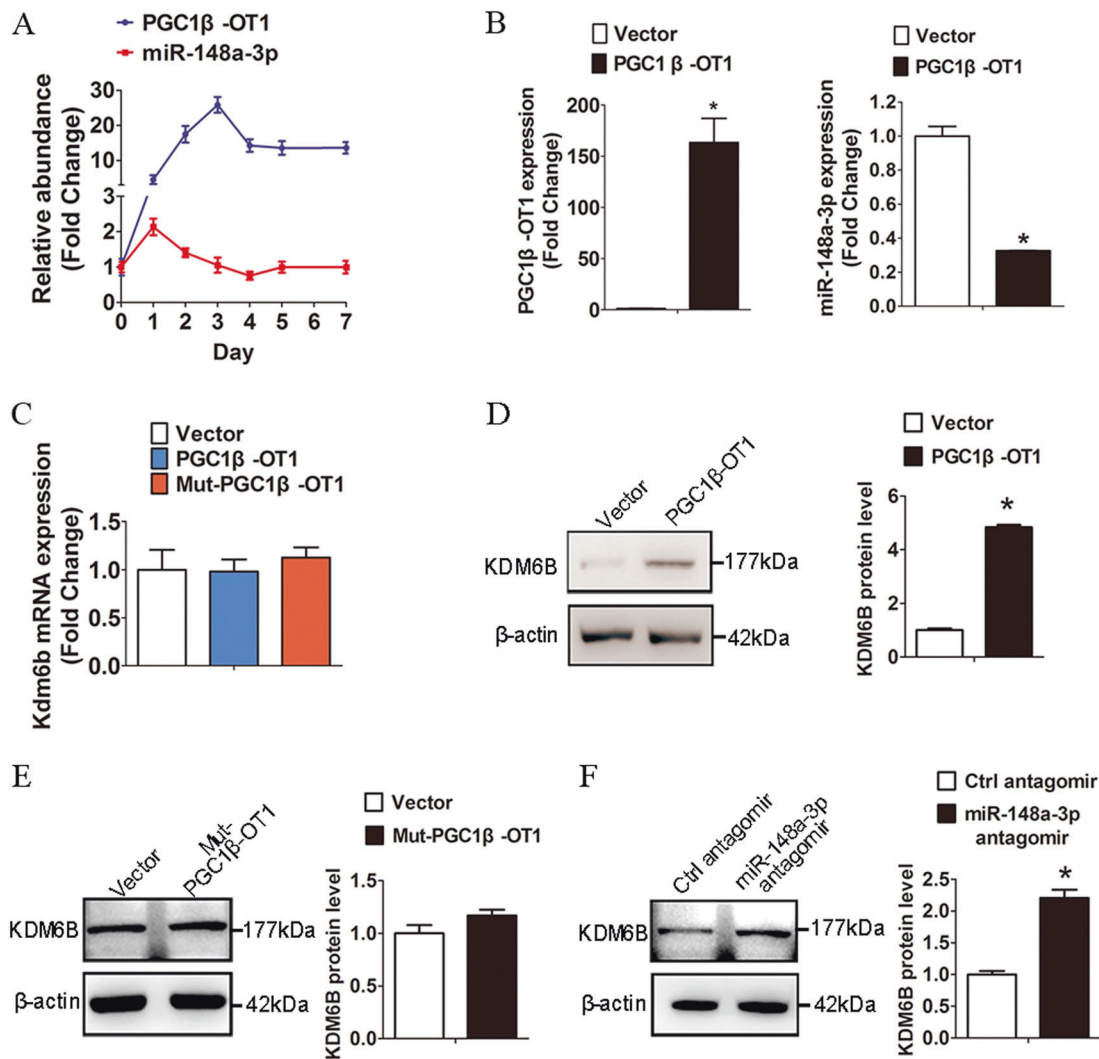 A
PGC1β -OT1
miR-148a-3p
Relative abundance
(Fold Change)
30
20
10
3
2
1
0
0 1 2 3 4 5 6 7
Day
B
Vector
PGC1 β -OT1
PGC1β -OT1 expression
(Fold Change)
200
150
100
50
0
*
Vector
PGC1β -OT1
miR-148a-3p expression
(Fold Change)
1.2
1.0
0.8
0.6
0.4
0.2
0.0
*
C
Vector
PGC1β -OT1
Mut-PGC1β -OT1
Kdm6b mRNA expression
(Fold Change)
1.5
1.0
0.5
0.0
D
Vector
PGC1β-OT1
KDM6B
177kDa
β-actin
42kDa
Vector
PGC1β -OT1
KDM6B protein level
6
4
2
0
*
E
Vector
Mut-
PGC1β-OT1
KDM6B
177kDa
β-actin
42kDa
Vector
Mut-PGC1β -OT1
KDM6B protein level
1.5
1.0
0.5
0.0
F
Ctrl antagomir
miR-148a-3p
antagomir
KDM6B
177kDa
β-actin
42kDa
Ctrl antagomir
miR-148a-3p
antagomir
KDM6B protein level
2.5
2.0
1.5
1.0
0.5
0.0
*